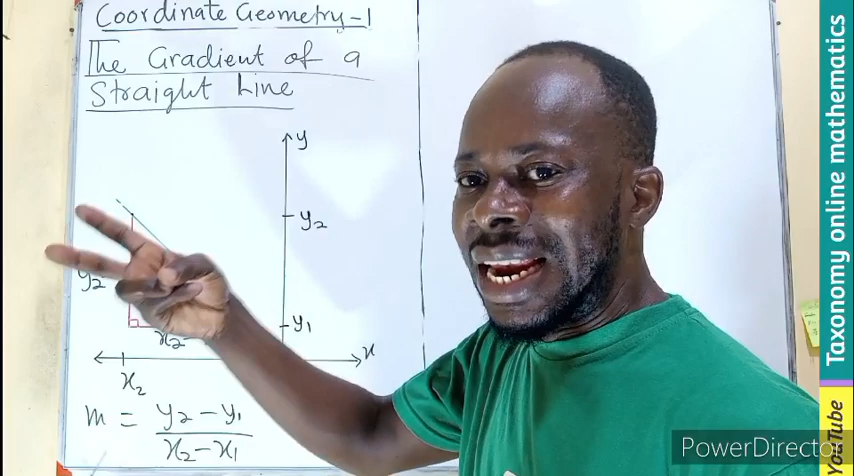 Coordinate Geometry-1
The Gradient of a
Straight Line
y
y2
y2
y1
x2-
x
x2
m = y2 - y1
x2 - x1
Taxonomy online mathematics
YouTube
PowerDirector